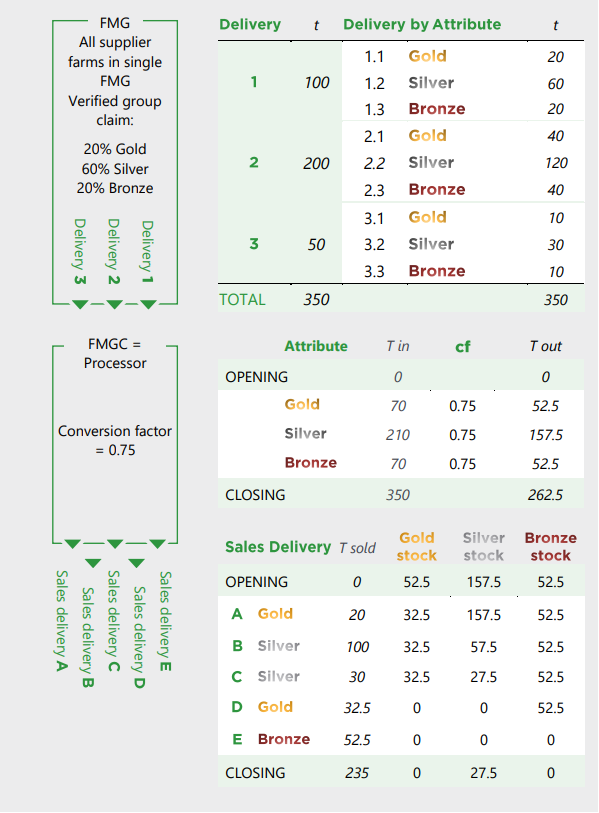 FMG
All supplier
farms in single
FMG
Verified group
claim:
20% Gold
60% Silver
20% Bronze
Delivery 3
Delivery 2
Delivery 1
Delivery t Delivery by Attribute t
1.1 Gold 20
1 100 1.2 Silver 60
1.3 Bronze 20
2.1 Gold 40
2 200 2.2 Silver 120
2.3 Bronze 40
3.1 Gold 10
3 50 3.2 Silver 30
3.3 Bronze 10
TOTAL 350 350
FMGC =
Processor
Conversion factor
= 0.75
Attribute T in cf T out
OPENING 0 0
Gold 70 0.75 52.5
Silver 210 0.75 157.5
Bronze 70 0.75 52.5
CLOSING 350 262.5
Sales delivery A
Sales delivery B
Sales delivery C
Sales delivery D
Sales delivery E
Sales Delivery T sold Gold stock Silver stock Bronze stock
OPENING 0 52.5 157.5 52.5
A Gold 20 32.5 157.5 52.5
B Silver 100 32.5 57.5 52.5
C Silver 30 32.5 27.5 52.5
D Gold 32.5 0 0 52.5
E Bronze 52.5 0 0 0
CLOSING 235 0 27.5 0